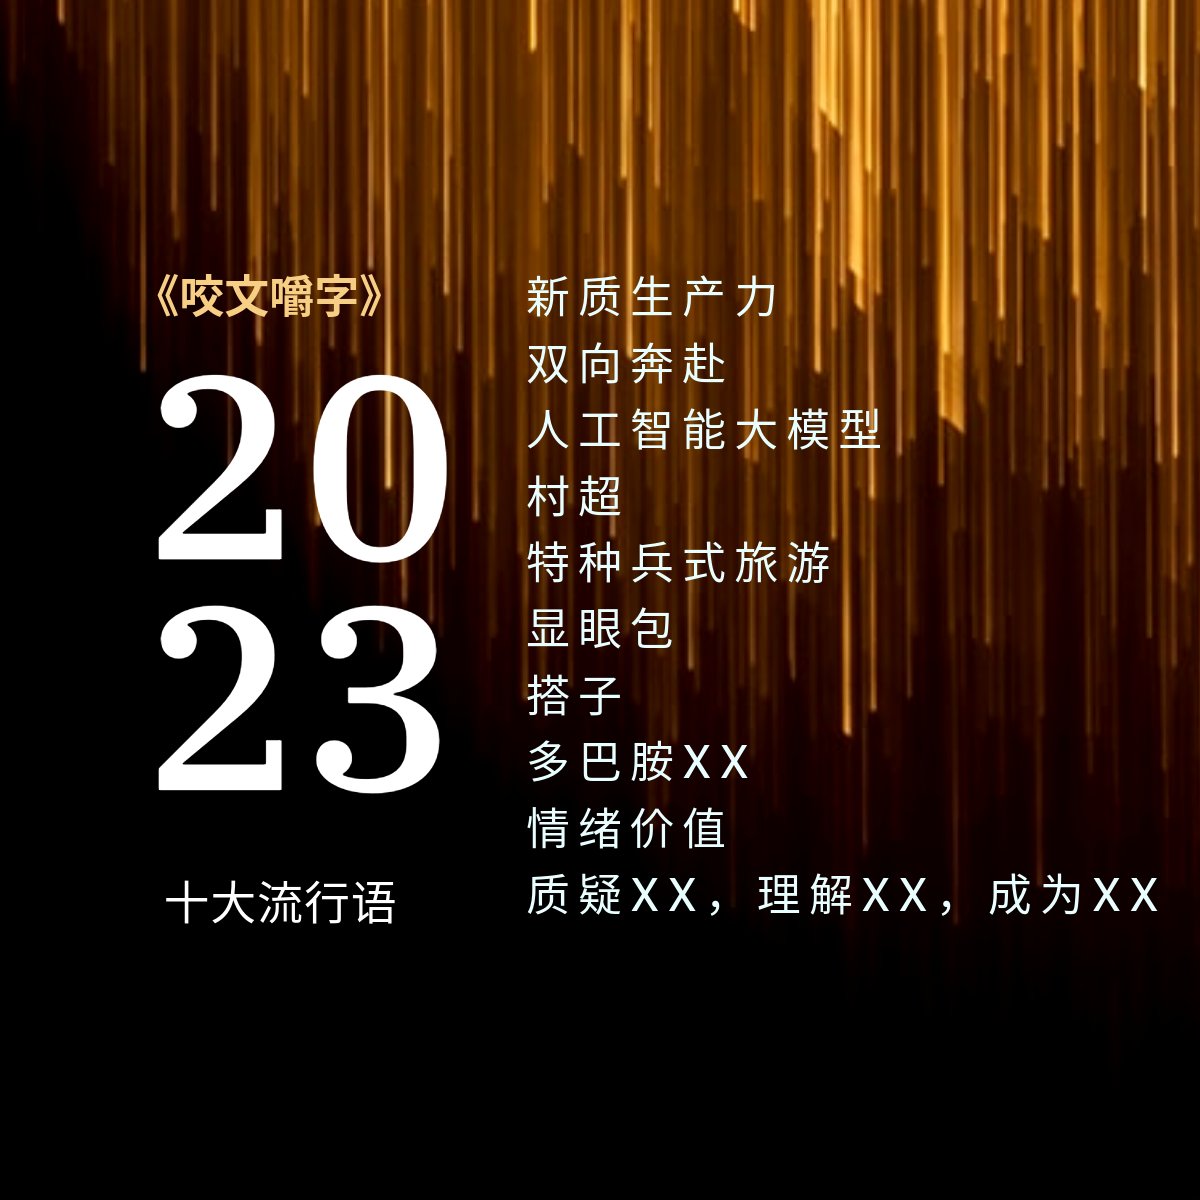 《咬文嚼字》
20
23
十大流行语
新质生产力
双向奔赴
人工智能大模型
村超
特种兵式旅游
显眼包
搭子
多巴胺XX
情绪价值
质疑XX，理解XX，成为XX